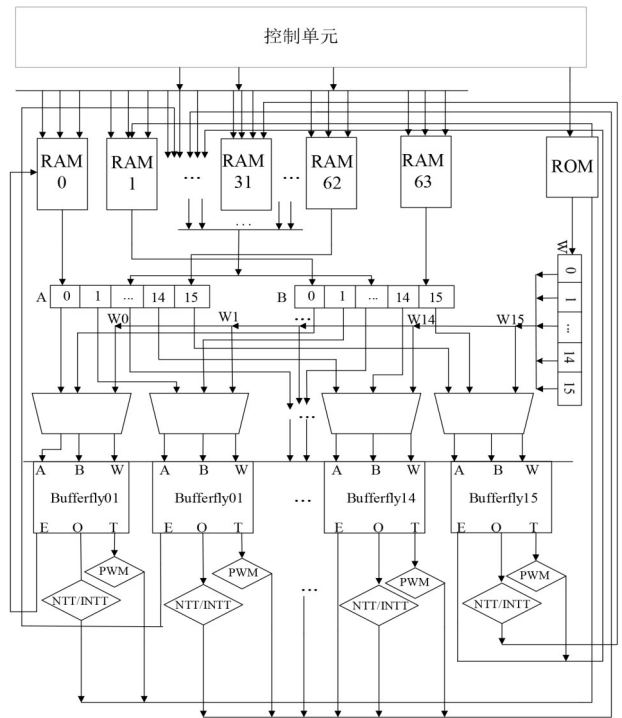 控制单元
RAM 0
RAM 1
...
RAM 31
...
RAM 62
RAM 63
ROM
...
W
0
1
...
14
15
A 0 1 ... 14 15
B 0 1 ... 14 15
W0 W1 ... W14 W15
...
A B W A B W A B W A B W
Bufferfly01 Bufferfly01 ... Bufferfly14 Bufferfly15
E O T E O T E O T E O T
PWM PWM PWM PWM
NTT/INTT NTT/INTT ... NTT/INTT NTT/INTT